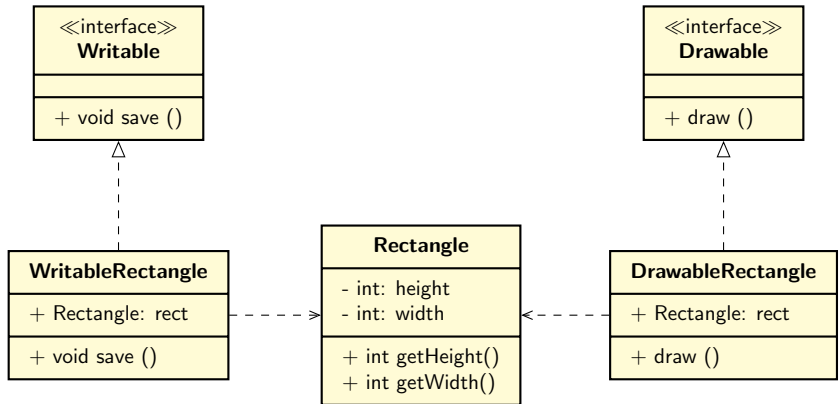 ≪interface≫
Writable
+ void save ()
≪interface≫
Drawable
+ draw ()
WritableRectangle
+ Rectangle: rect
+ void save ()
Rectangle
- int: height
- int: width
+ int getHeight()
+ int getWidth()
DrawableRectangle
+ Rectangle: rect
+ draw ()